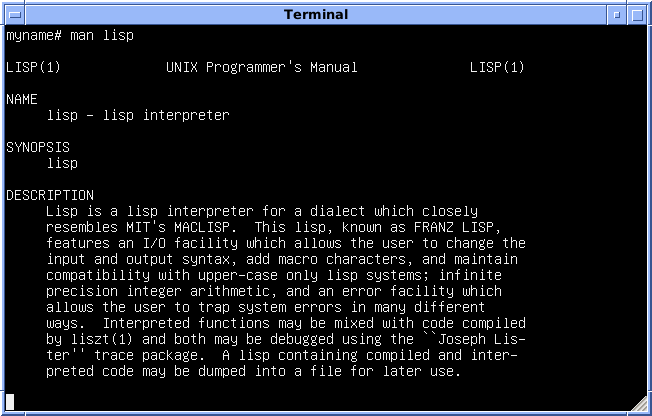 Terminal
myname# man lisp
LISP(1) UNIX Programmer's Manual LISP(1)
NAME
lisp - lisp interpreter
SYNOPSIS
lisp
DESCRIPTION
Lisp is a lisp interpreter for a dialect which closely
resembles MIT's MACLISP.  This lisp, known as FRANZ LISP,
features an I/O facility which allows the user to change the
input and output syntax, add macro characters, and maintain
compatibility with upper-case only lisp systems; infinite
precision integer arithmetic, and an error facility which
allows the user to trap system errors in many different
ways.  Interpreted functions may be mixed with code compiled
by liszt(1) and both may be debugged using the ``Joseph Lis-
ter'' trace package.  A lisp containing compiled and inter-
preted code may be dumped into a file for later use.